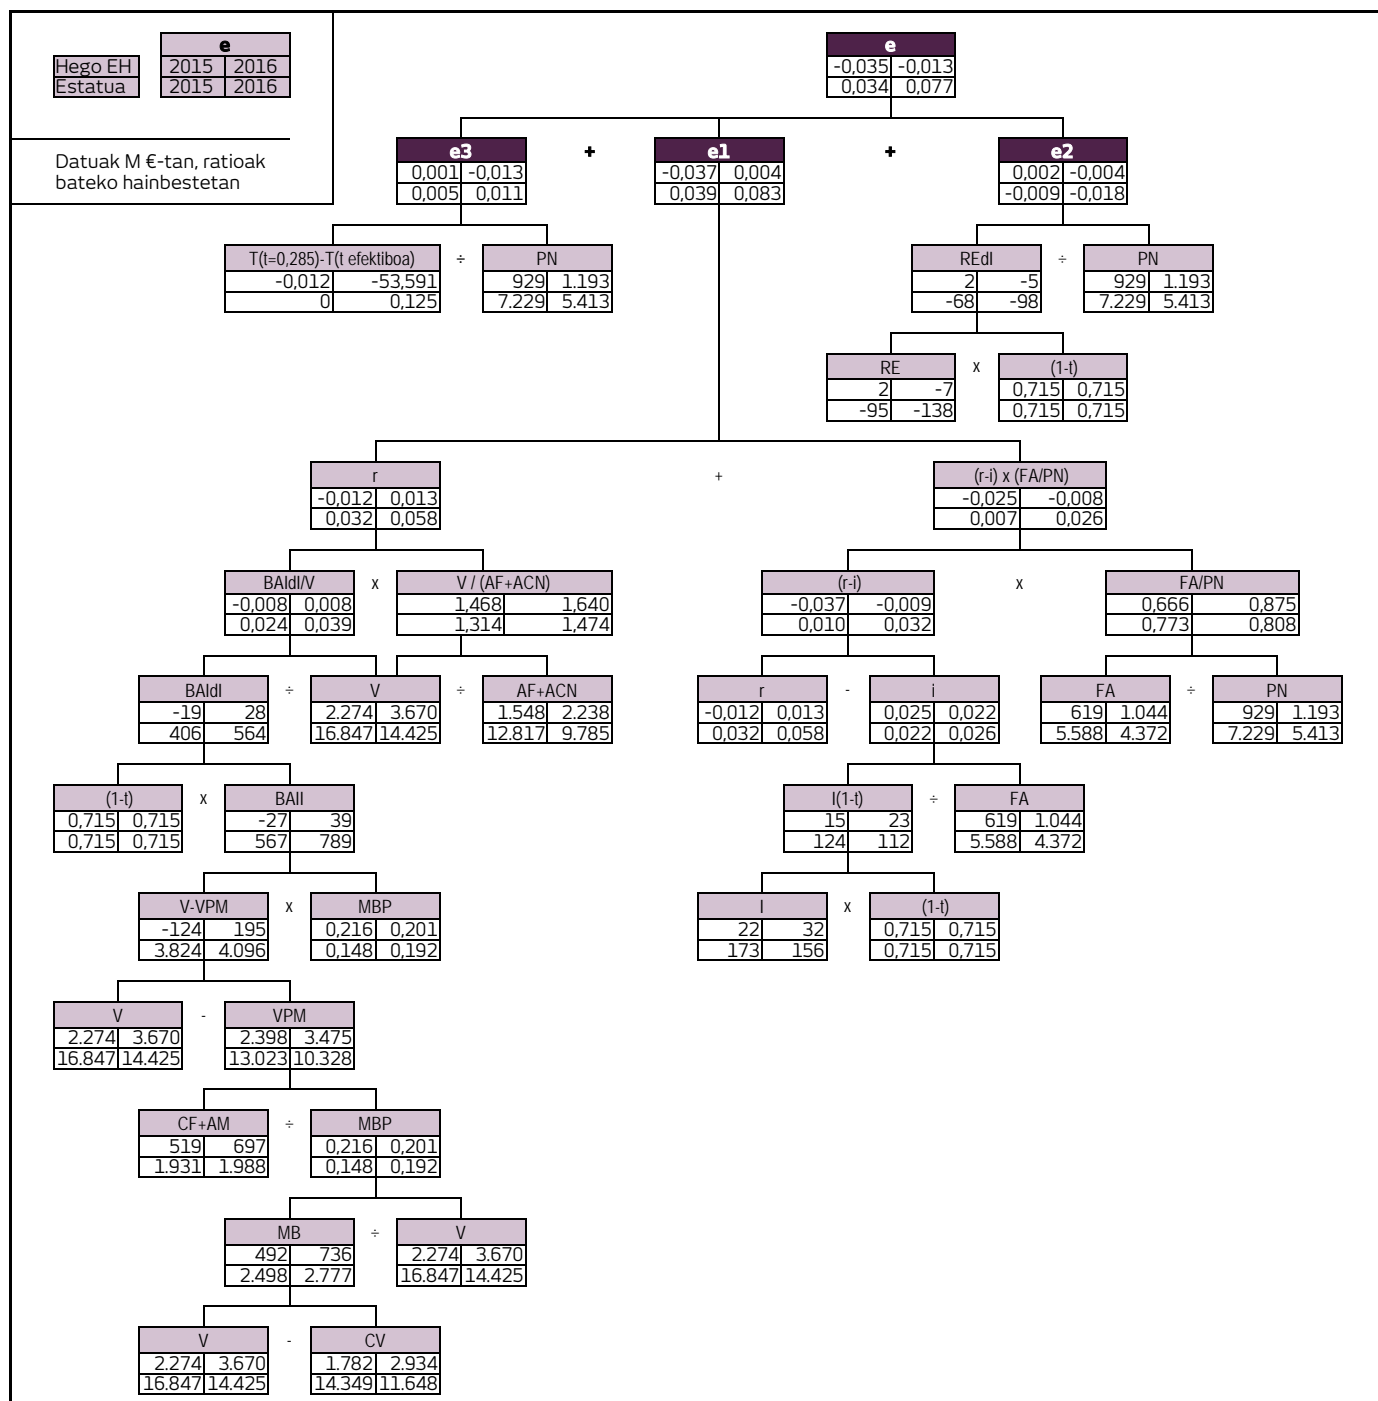 e
Hego EH 2015 2016
Estatua 2015 2016
Datuak M €-tan, ratioak
bateko hainbestetan
e
-0,035 -0,013
0,034 0,077
e3 + e1 + e2
0,001 -0,013 -0,037 0,004 0,002 -0,004
0,005 0,011 0,039 0,083 -0,009 -0,018
T(t=0,285)-T(t efektiboa) ÷ PN REdI ÷ PN
-0,012 -53,591 929 1.193 2 -5 929 1.193
0 0,125 7.229 5.413 -68 -98 7.229 5.413
RE x (1-t)
2 -7 0,715 0,715
-95 -138 0,715 0,715
r + (r-i) x (FA/PN)
-0,012 0,013 -0,025 -0,008
0,032 0,058 0,007 0,026
BAIdI/V x V / (AF+ACN) (r-i) x FA/PN
-0,008 0,008 1,468 1,640 -0,037 -0,009 0,666 0,875
0,024 0,039 1,314 1,474 0,010 0,032 0,773 0,808
BAIdI ÷ V ÷ AF+ACN r - i FA ÷ PN
-19 28 2.274 3.670 1.548 2.238 -0,012 0,013 0,025 0,022 619 1.044 929 1.193
406 564 16.847 14.425 12.817 9.785 0,032 0,058 0,022 0,026 5.588 4.372 7.229 5.413
(1-t) x BAII I(1-t) ÷ FA
0,715 0,715 -27 39 15 23 619 1.044
0,715 0,715 567 789 124 112 5.588 4.372
V-VPM x MBP I x (1-t)
-124 195 0,216 0,201 22 32 0,715 0,715
3.824 4.096 0,148 0,192 173 156 0,715 0,715
V - VPM
2.274 3.670 2.398 3.475
16.847 14.425 13.023 10.328
CF+AM ÷ MBP
519 697 0,216 0,201
1.931 1.988 0,148 0,192
MB ÷ V
492 736 2.274 3.670
2.498 2.777 16.847 14.425
V - CV
2.274 3.670 1.782 2.934
16.847 14.425 14.349 11.648